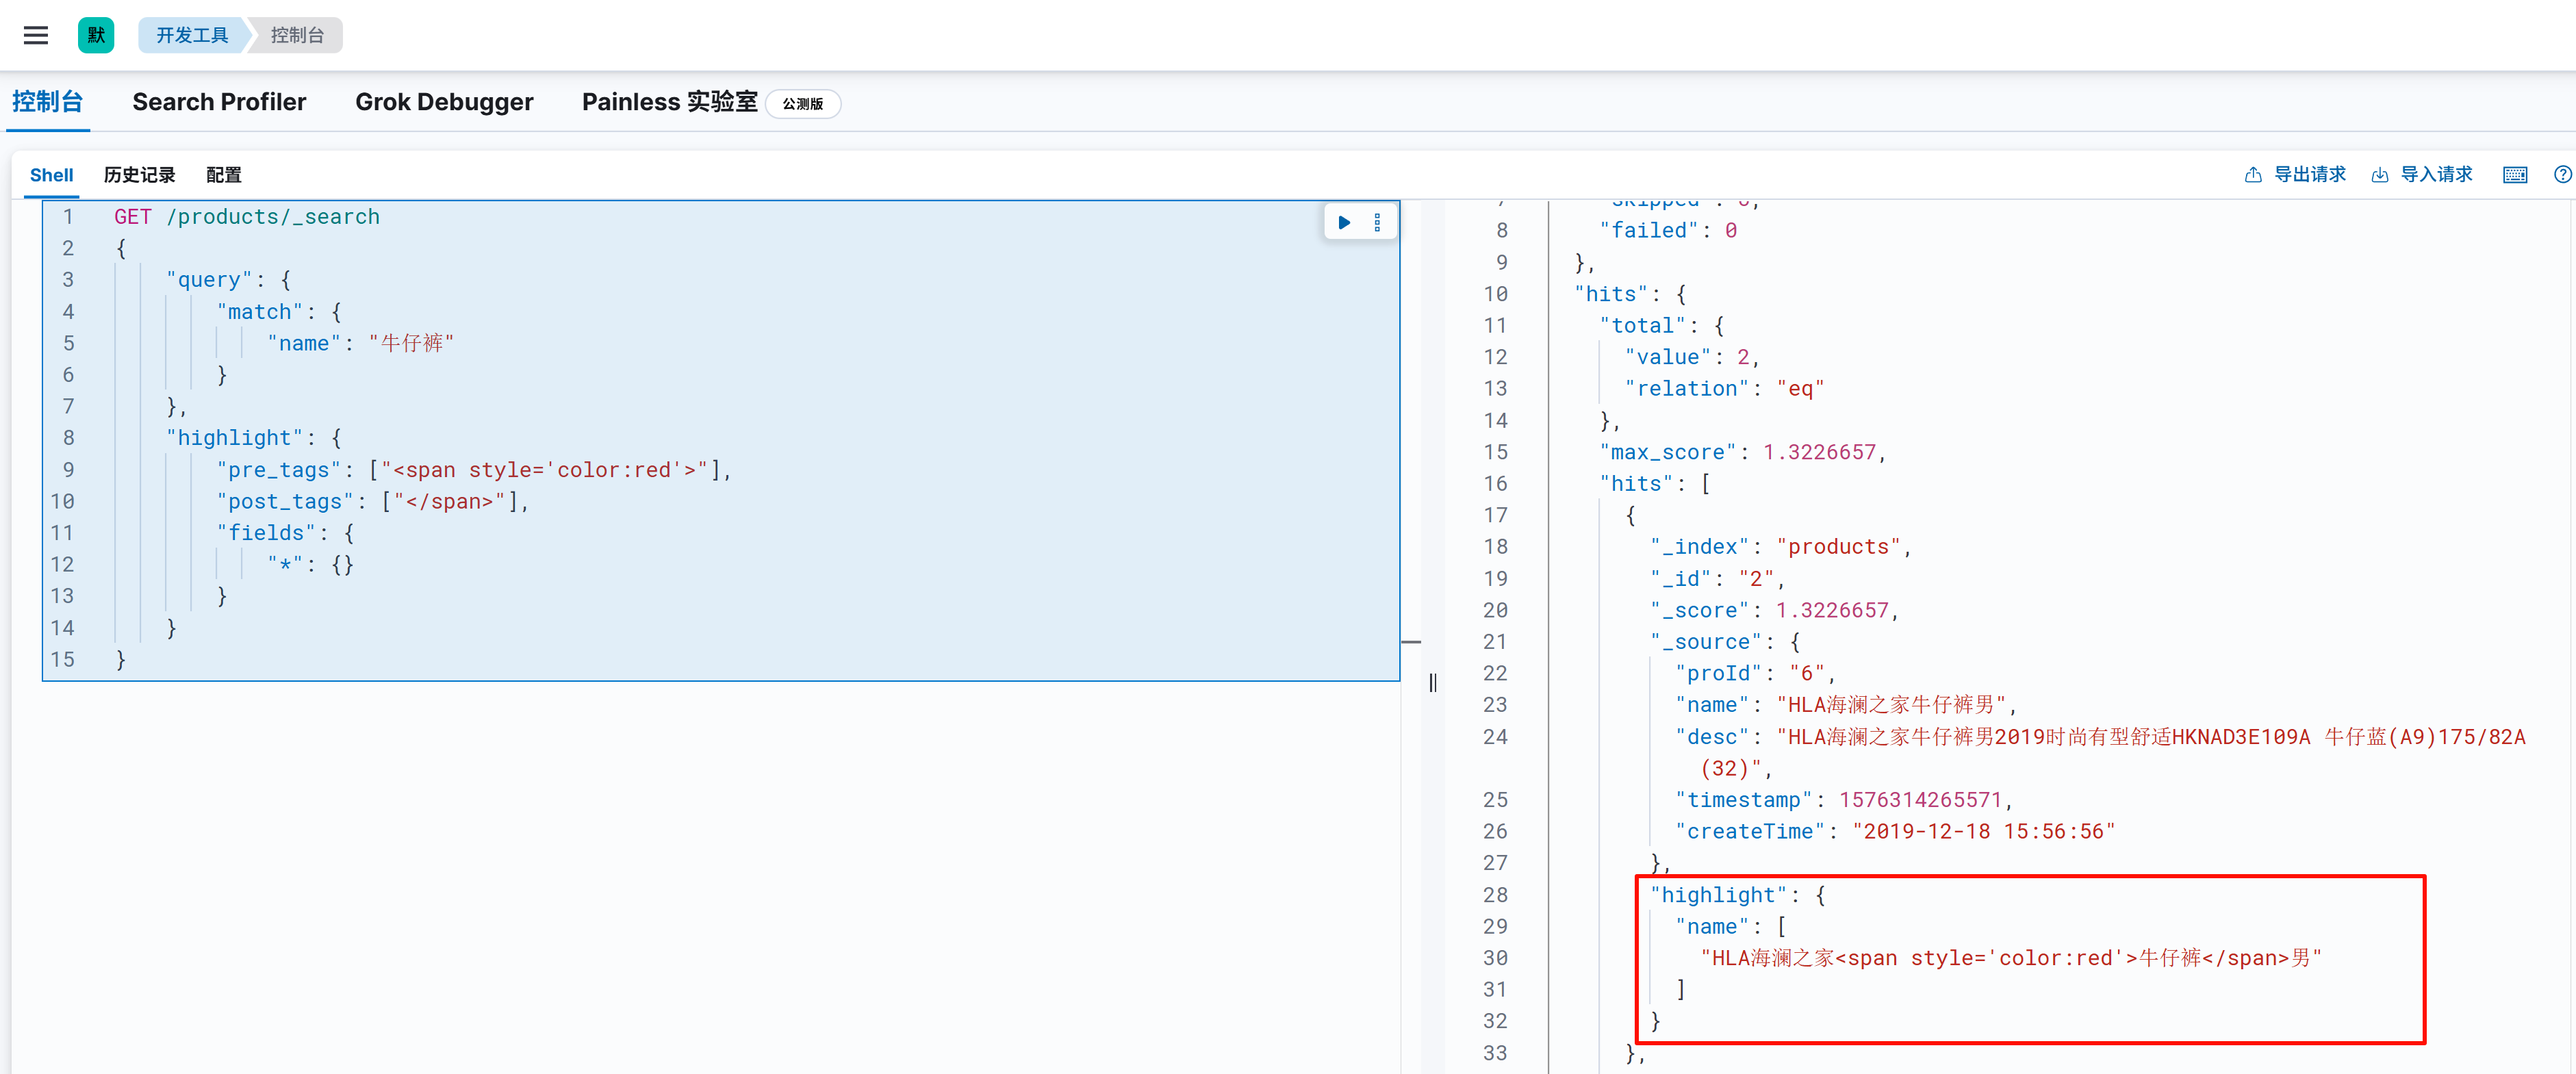 默 开发工具 控制台
控制台 Search Profiler Grok Debugger Painless 实验室 公测版
Shell 历史记录 配置 导出请求 导入请求
1 GET /products/_search
2 {
3 "query": {
4 "match": {
5 "name": "牛仔裤"
6 }
7 },
8 "highlight": {
9 "pre_tags": ["<span style='color:red'>"],
10 "post_tags": ["</span>"],
11 "fields": {
12 "*": {}
13 }
14 }
15 }
8 "failed": 0
9 },
10 "hits": {
11 "total": {
12 "value": 2,
13 "relation": "eq"
14 },
15 "max_score": 1.3226657,
16 "hits": [
17 {
18 "_index": "products",
19 "_id": "2",
20 "_score": 1.3226657,
21 "_source": {
22 "proId": "6",
23 "name": "HLA海澜之家牛仔裤男",
24 "desc": "HLA海澜之家牛仔裤男2019时尚有型舒适HKNAD3E109A 牛仔蓝(A9)175/82A
(32)",
25 "timestamp": 1576314265571,
26 "createTime": "2019-12-18 15:56:56"
27 },
28 "highlight": {
29 "name": [
30 "HLA海澜之家<span style='color:red'>牛仔裤</span>男"
31 ]
32 }
33 },